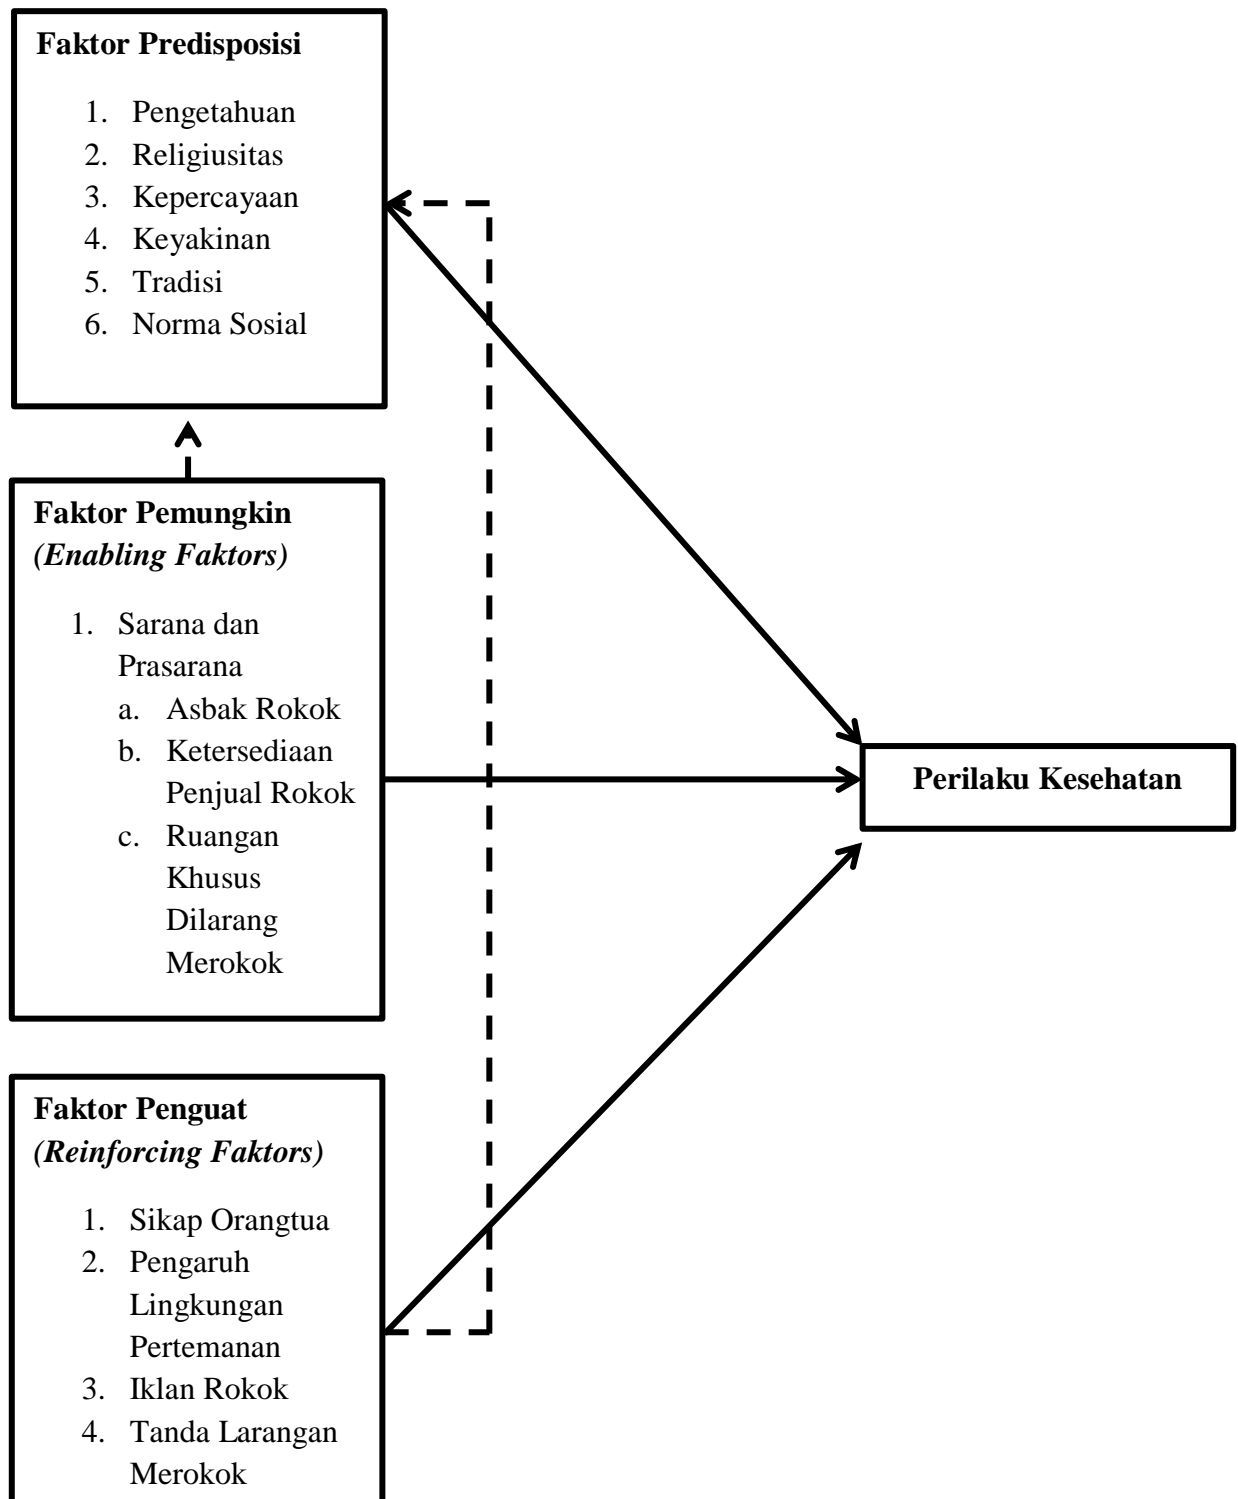 Faktor Predisposisi
1. Pengetahuan
2. Religiusitas
3. Kepercayaan
4. Keyakinan
5. Tradisi
6. Norma Sosial
Faktor Pemungkin
(Enabling Faktors)
1. Sarana dan
Prasarana
a. Asbak Rokok
b. Ketersediaan
Penjual Rokok
c. Ruangan
Khusus
Dilarang
Merokok
Perilaku Kesehatan
Faktor Penguat
(Reinforcing Faktors)
1. Sikap Orangtua
2. Pengaruh
Lingkungan
Pertemanan
3. Iklan Rokok
4. Tanda Larangan
Merokok